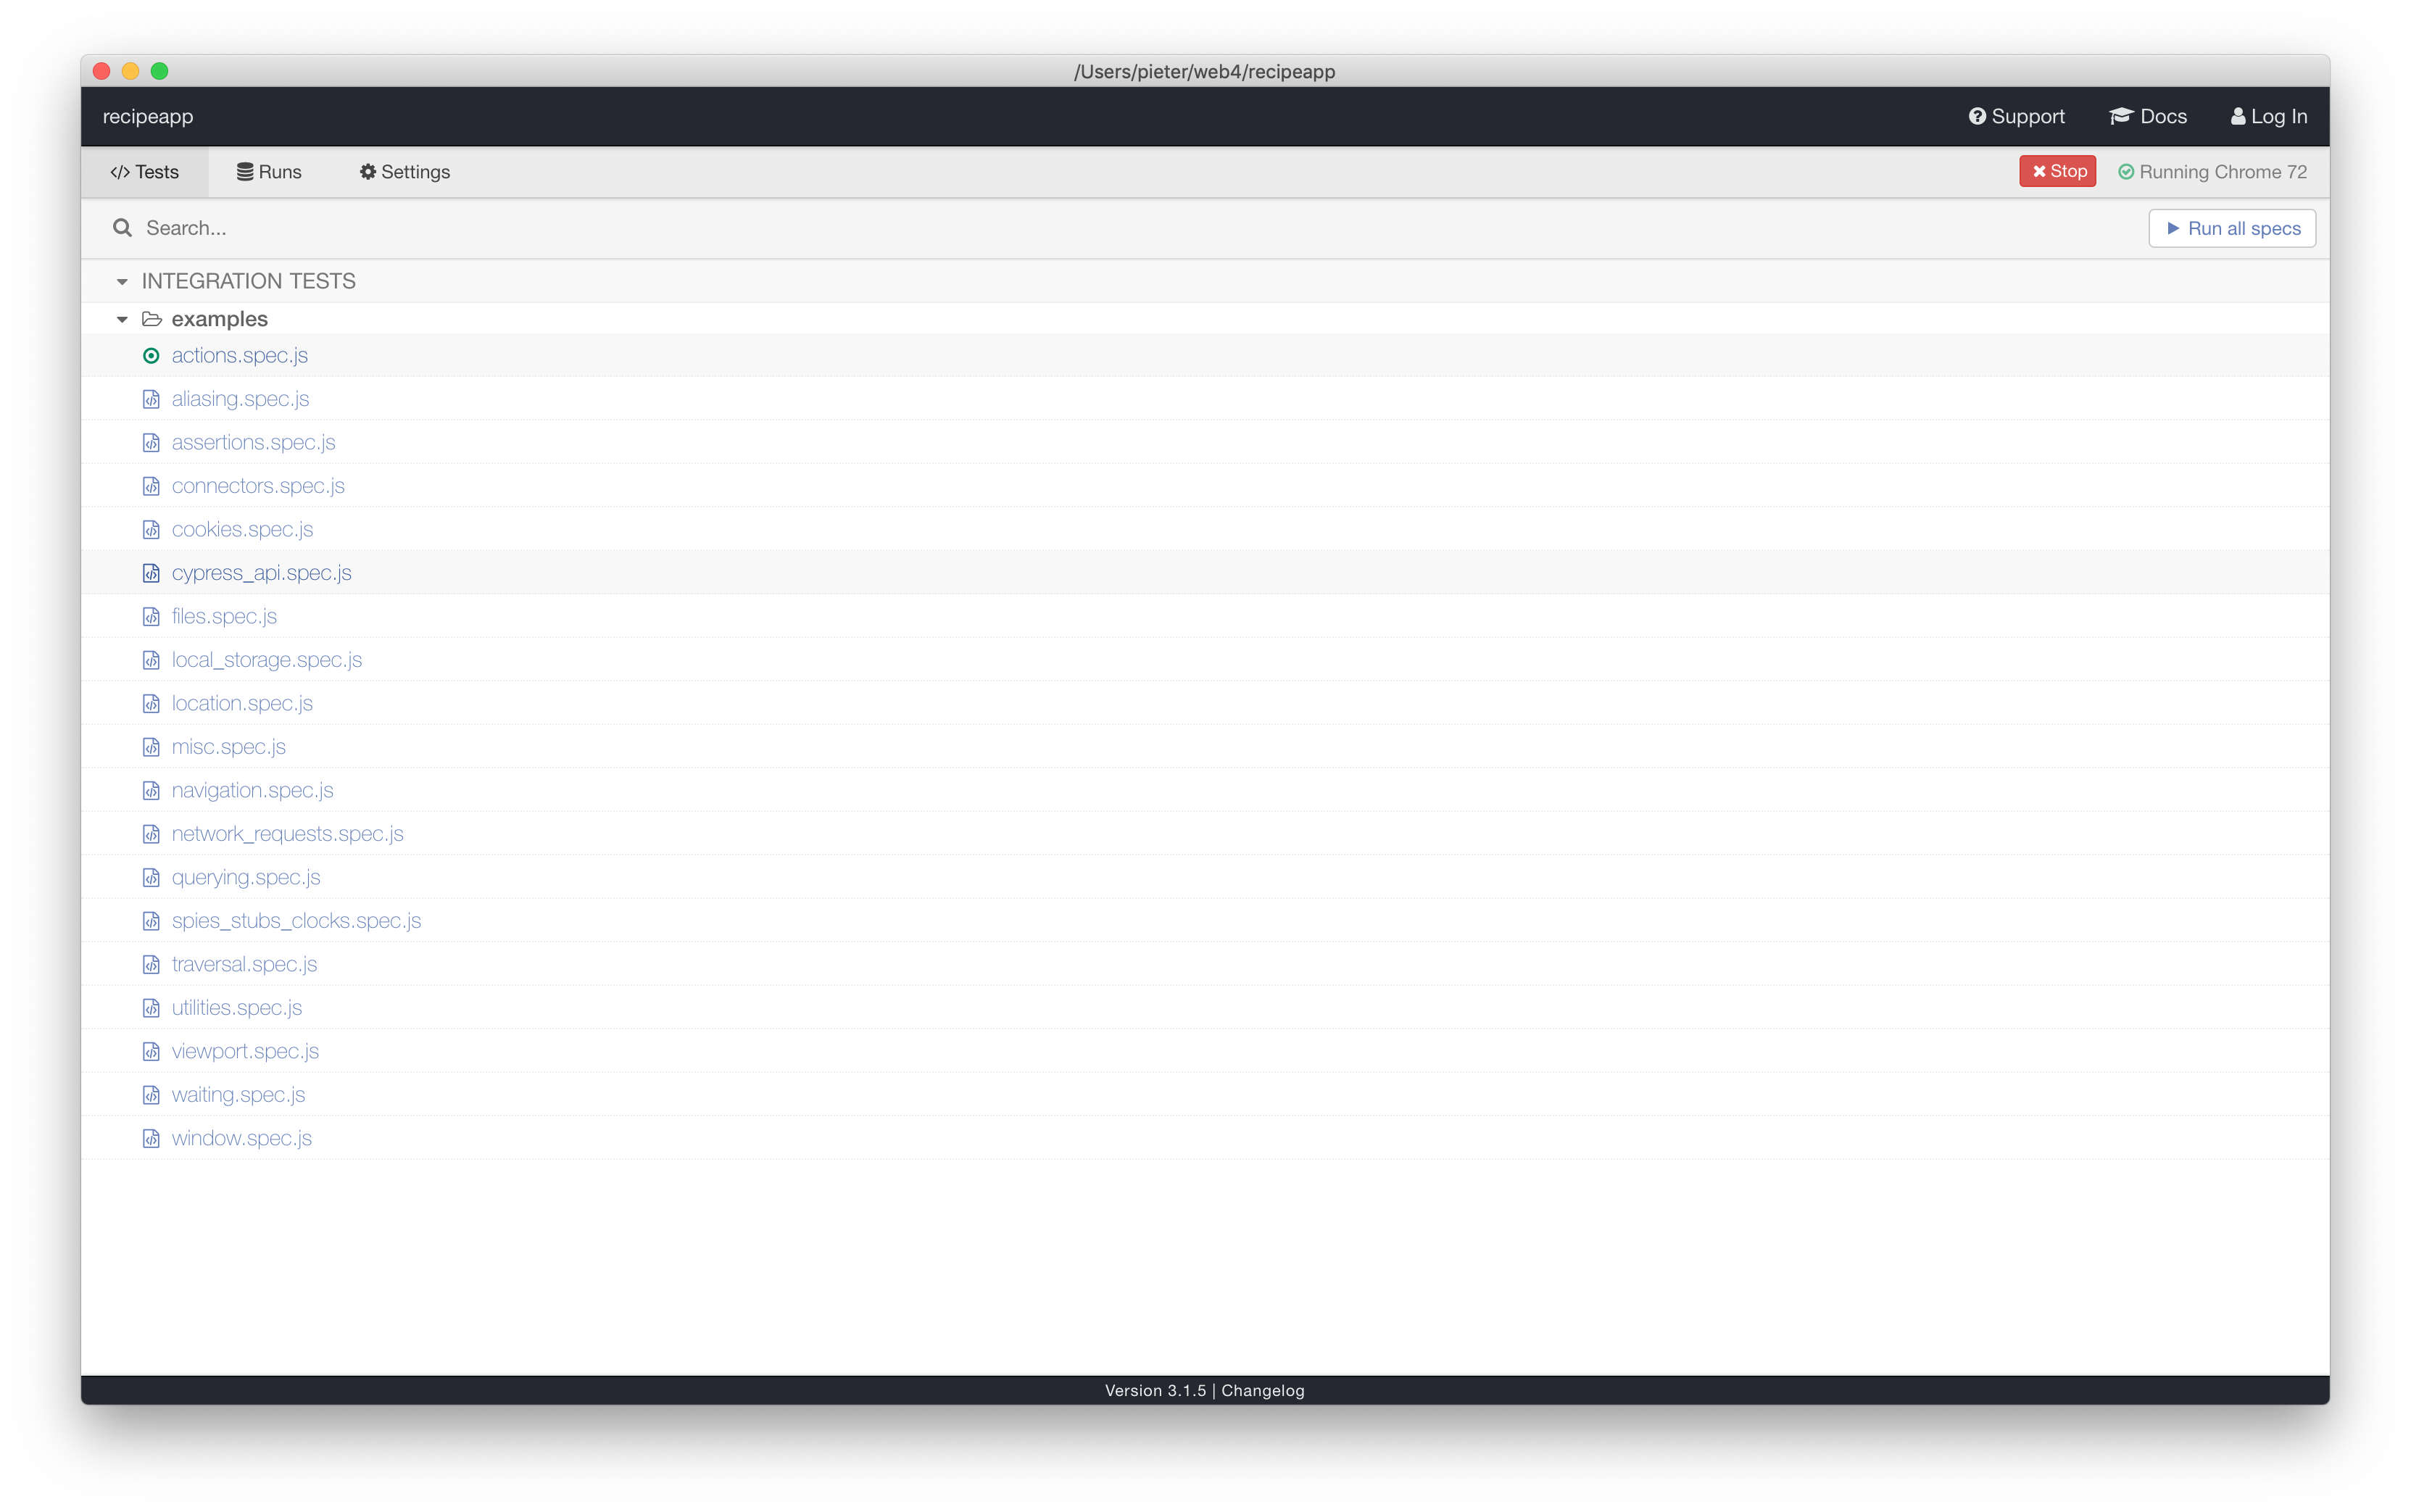 /Users/pieter/web4/recipeapp
recipeapp Support Docs Log In
</> Tests Runs Settings Stop Running Chrome 72
Search... Run all specs
INTEGRATION TESTS
examples
actions.spec.js
aliasing.spec.js
assertions.spec.js
connectors.spec.js
cookies.spec.js
cypress_api.spec.js
files.spec.js
local_storage.spec.js
location.spec.js
misc.spec.js
navigation.spec.js
network_requests.spec.js
querying.spec.js
spies_stubs_clocks.spec.js
traversal.spec.js
utilities.spec.js
viewport.spec.js
waiting.spec.js
window.spec.js
Version 3.1.5 | Changelog